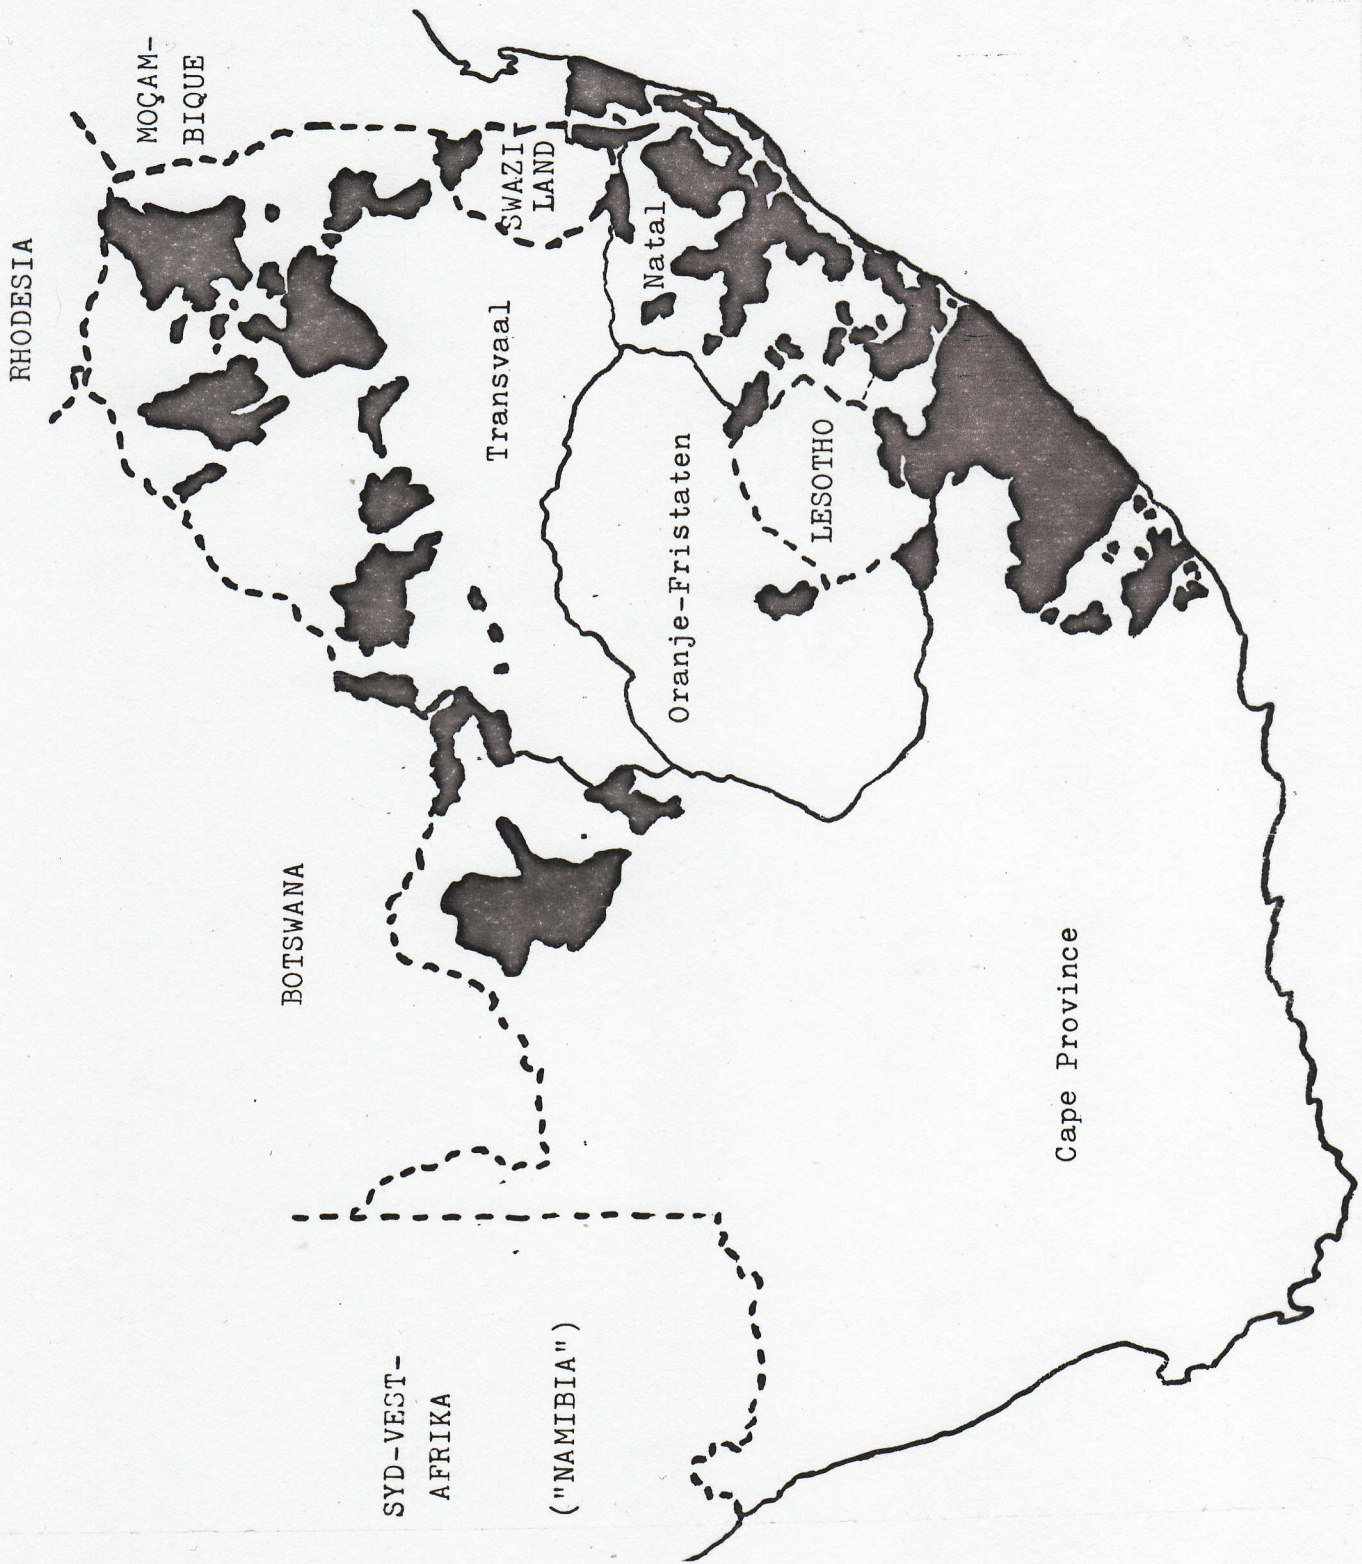 RHODESIA
MOÇAM-
BIQUE
BOTSWANA
SYD-VEST-
AFRIKA
("NAMIBIA")
Transvaal
SWAZI
LAND
Natal
Oranje-Fristaten
LESOTHO
Cape Province